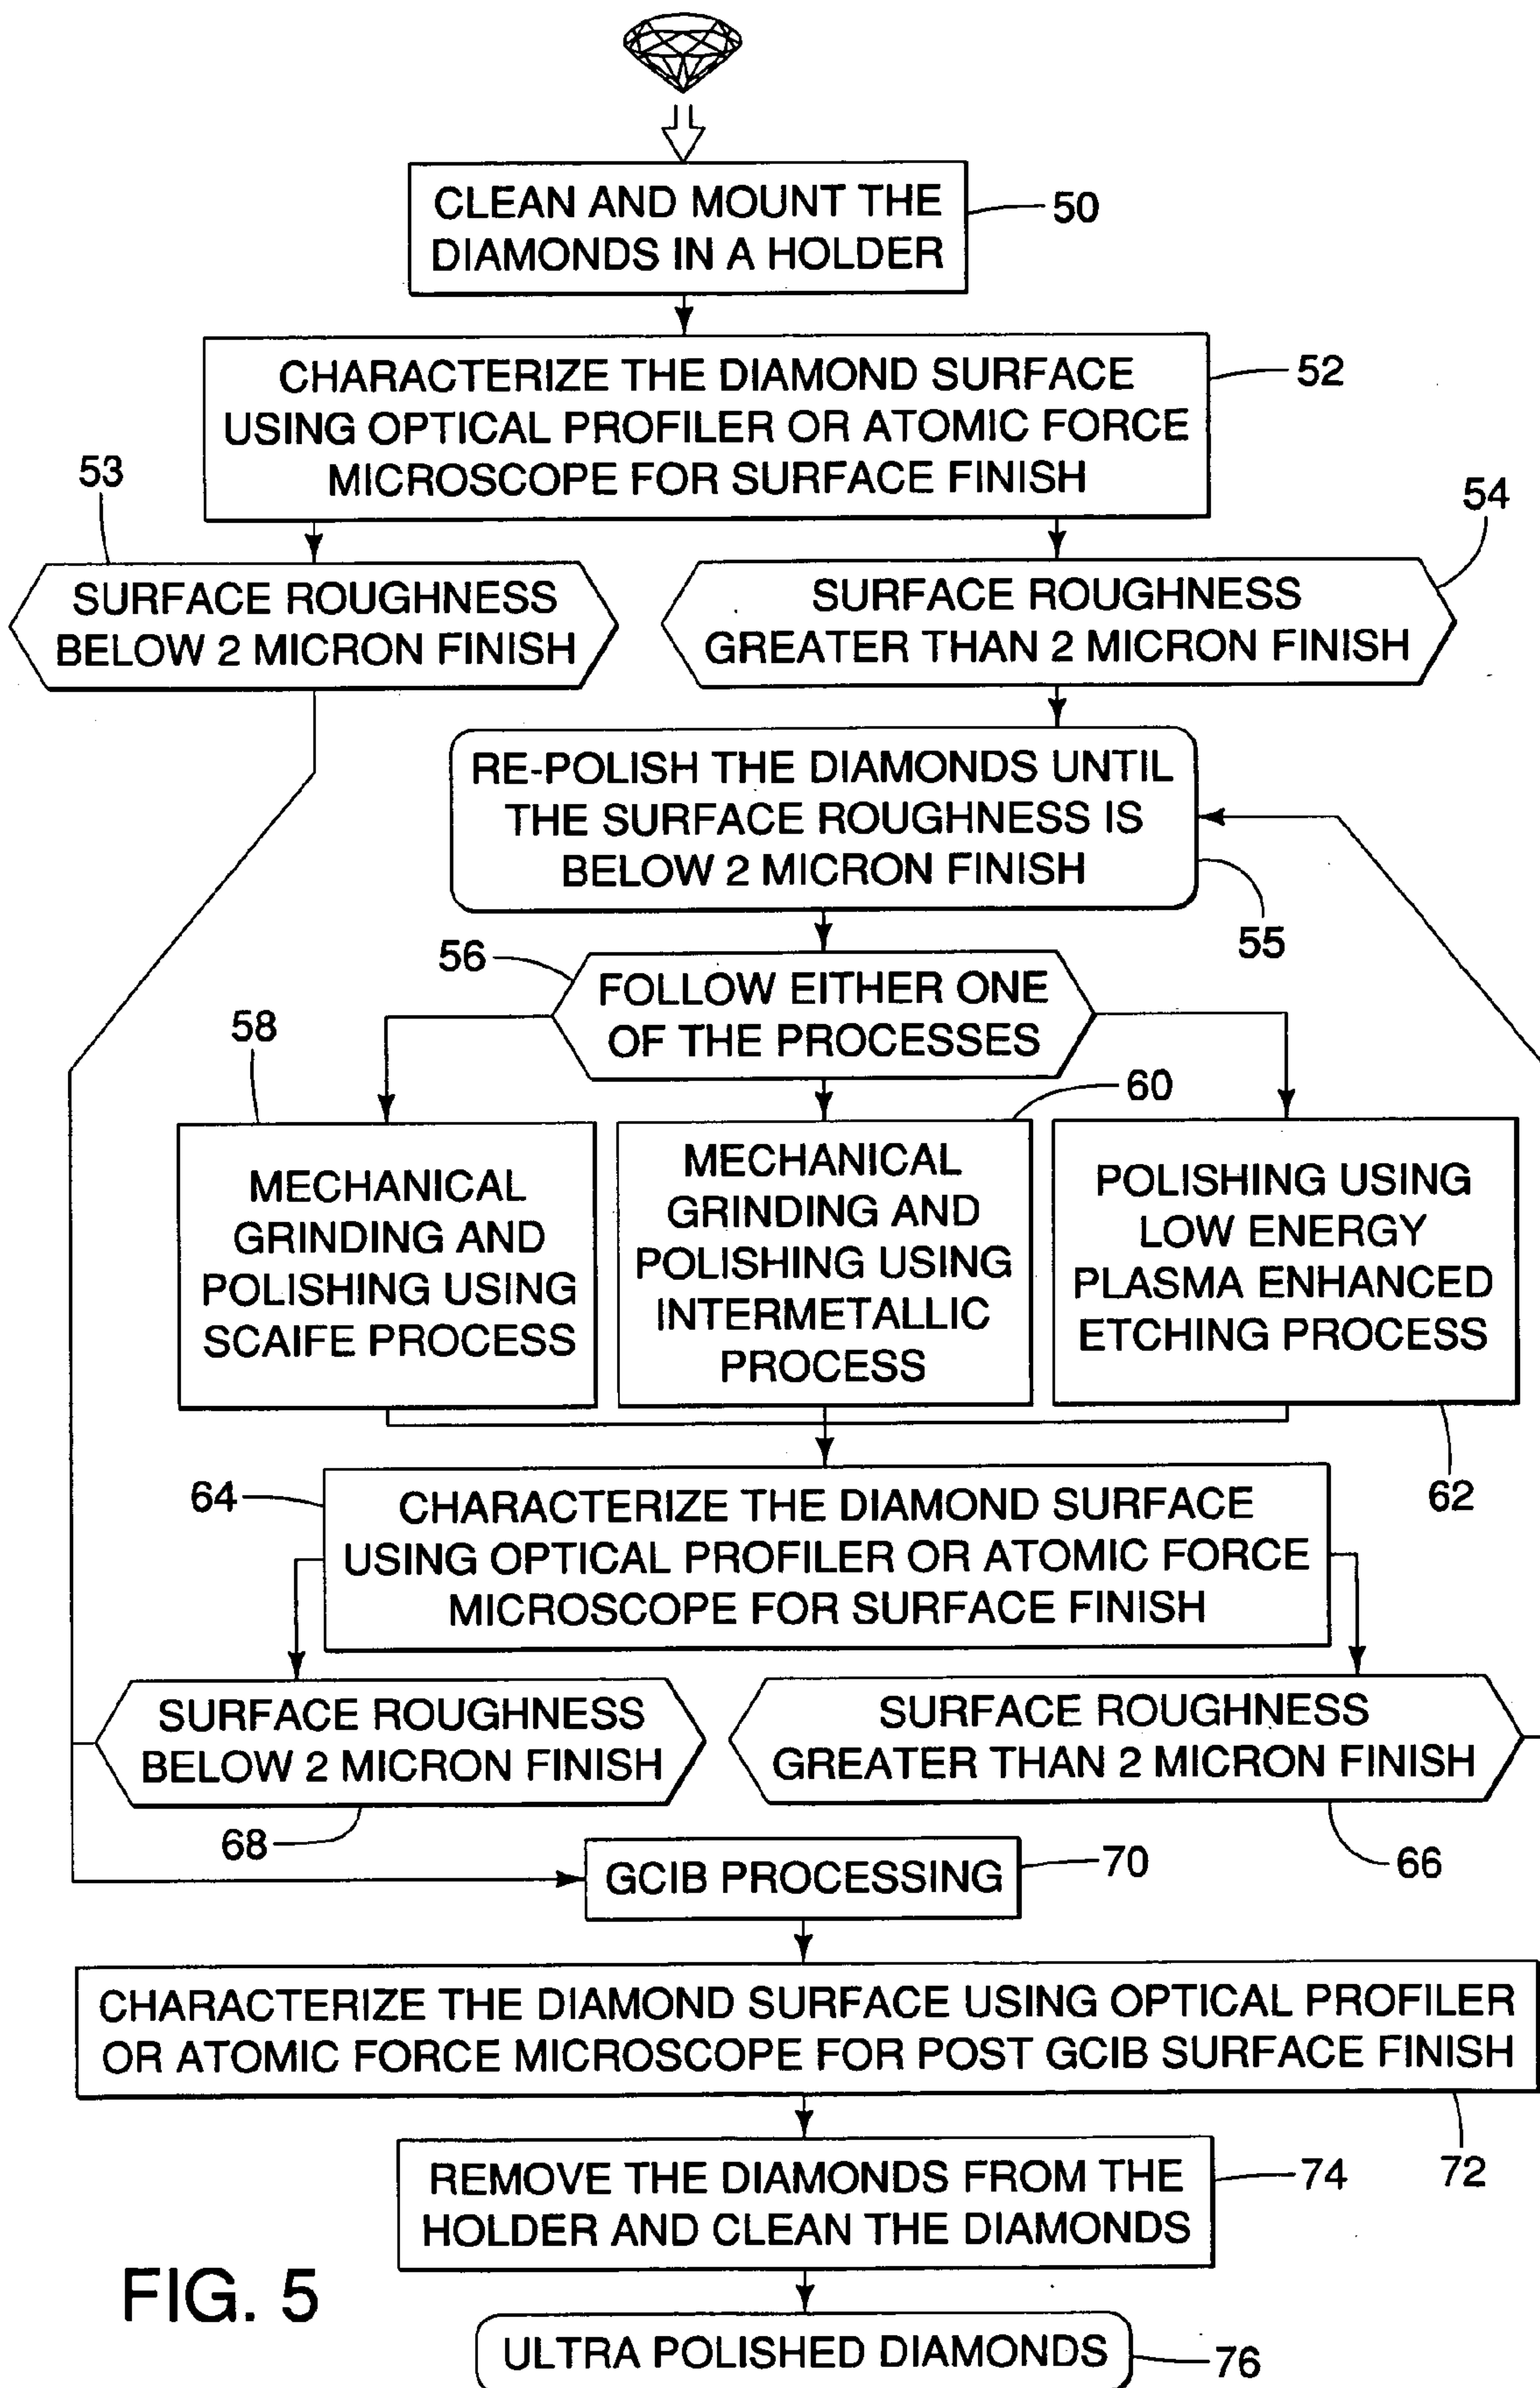 CLEAN AND MOUNT THE
DIAMONDS IN A HOLDER
50
CHARACTERIZE THE DIAMOND SURFACE
USING OPTICAL PROFILER OR ATOMIC FORCE
MICROSCOPE FOR SURFACE FINISH
52
53
54
SURFACE ROUGHNESS
BELOW 2 MICRON FINISH
SURFACE ROUGHNESS
GREATER THAN 2 MICRON FINISH
RE-POLISH THE DIAMONDS UNTIL
THE SURFACE ROUGHNESS IS
BELOW 2 MICRON FINISH
55
56
FOLLOW EITHER ONE
OF THE PROCESSES
58
60
MECHANICAL
GRINDING AND
POLISHING USING
SCAIFE PROCESS
MECHANICAL
GRINDING AND
POLISHING USING
INTERMETALLIC
PROCESS
POLISHING USING
LOW ENERGY
PLASMA ENHANCED
ETCHING PROCESS
62
64
CHARACTERIZE THE DIAMOND SURFACE
USING OPTICAL PROFILER OR ATOMIC FORCE
MICROSCOPE FOR SURFACE FINISH
SURFACE ROUGHNESS
BELOW 2 MICRON FINISH
68
SURFACE ROUGHNESS
GREATER THAN 2 MICRON FINISH
66
GCIB PROCESSING
70
CHARACTERIZE THE DIAMOND SURFACE USING OPTICAL PROFILER
OR ATOMIC FORCE MICROSCOPE FOR POST GCIB SURFACE FINISH
72
REMOVE THE DIAMONDS FROM THE
HOLDER AND CLEAN THE DIAMONDS
74
FIG. 5
ULTRA POLISHED DIAMONDS
76